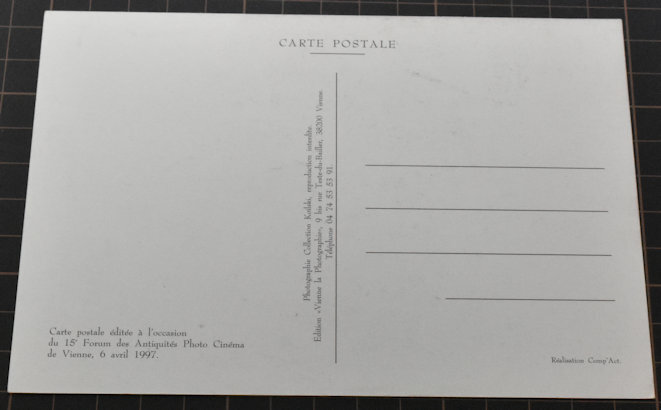 CARTE POSTALE
Photographie Collection Kodak, reproduction interdite.
Edition «Vienne la Photographie», 9 bis rue Teste-du-Bailler, 38200 Vienne.
Téléphone 04 74 53 53 91.
Carte postale éditée à l'occasion
du 15e Forum des Antiquités Photo Cinéma
de Vienne, 6 avril 1997.
Réalisation Comp'Act.